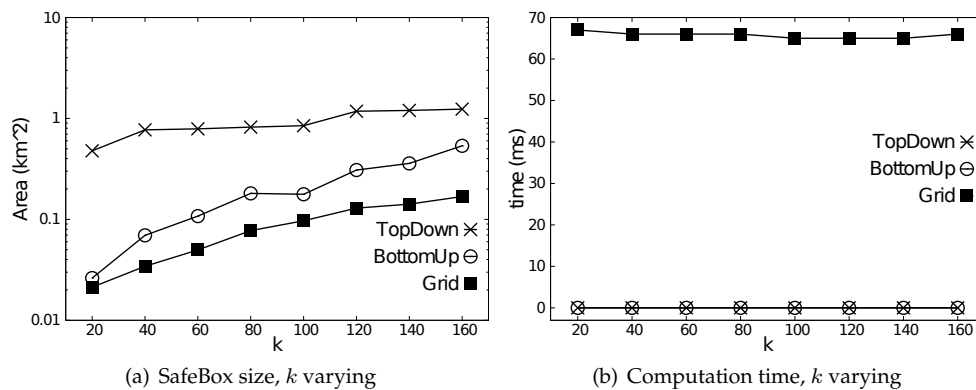 10
1
0.1
0.01
Area (km^2)
20 40 60 80 100 120 140 160
k
TopDown
BottomUp
Grid
(a) SafeBox size, k varying
70
60
50
40
30
20
10
0
time (ms)
20 40 60 80 100 120 140 160
k
TopDown
BottomUp
Grid
(b) Computation time, k varying